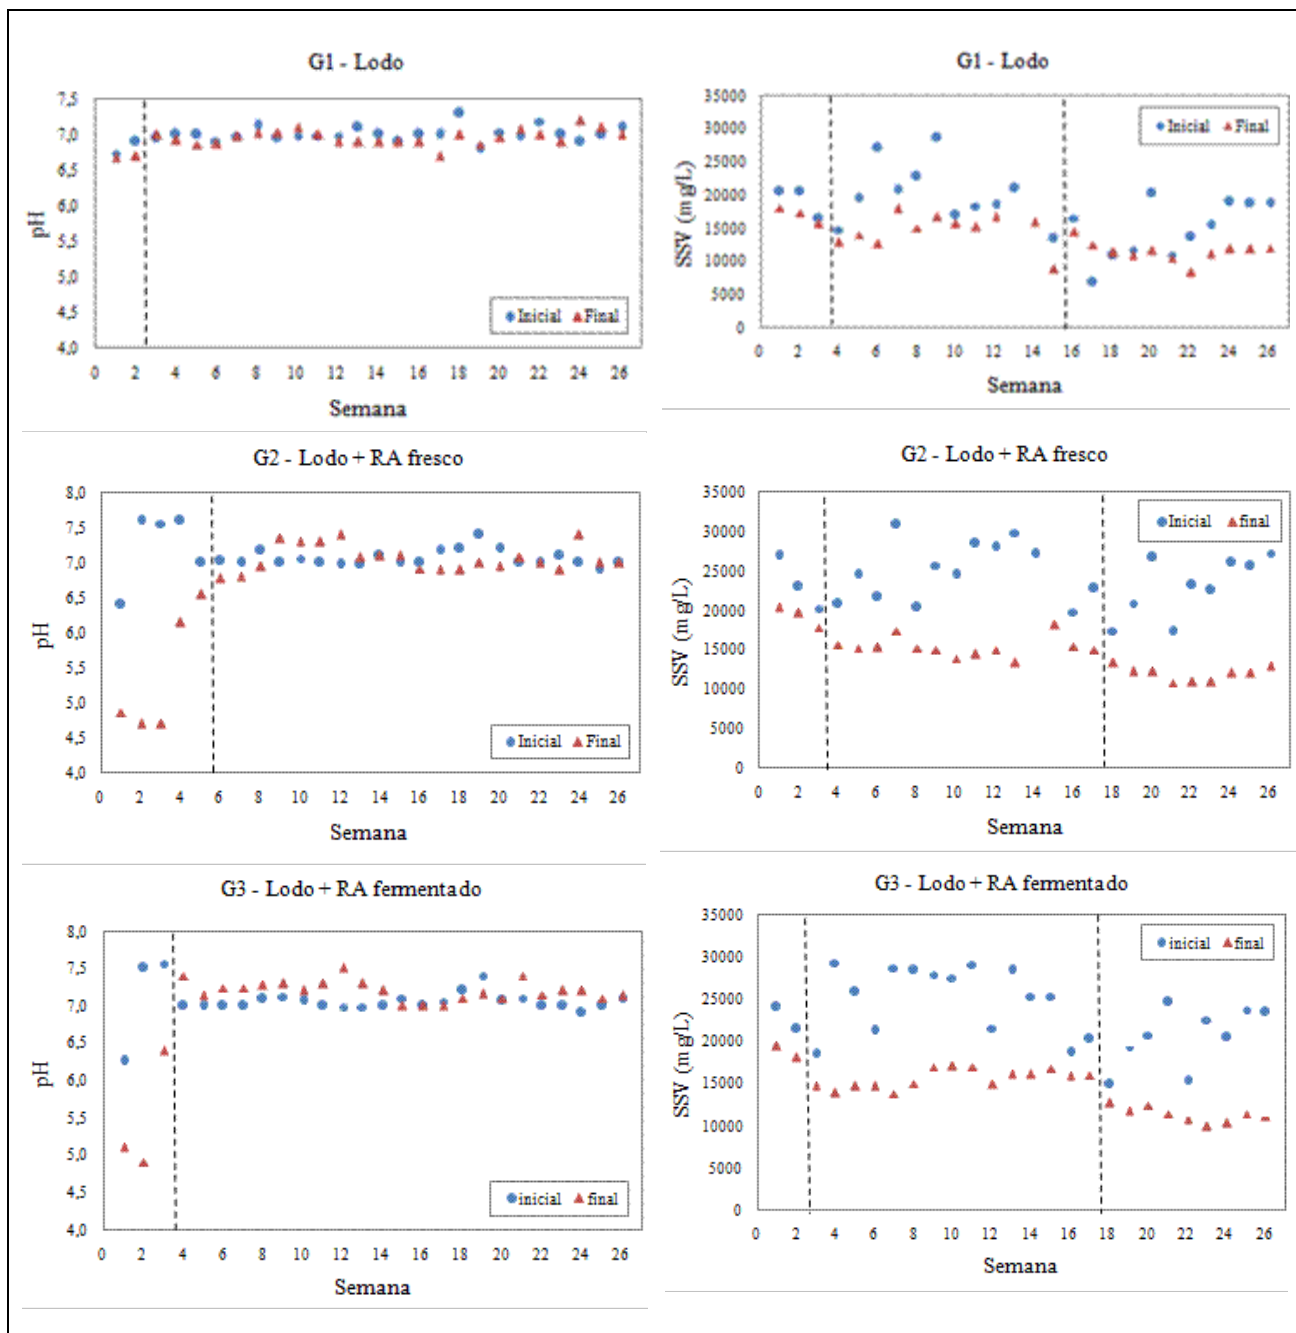 G1 - Lodo
pH
7,5
7,0
6,5
6,0
5,5
5,0
4,5
4,0
Inicial Final
0 2 4 6 8 10 12 14 16 18 20 22 24 26
Semana
G1 - Lodo
SSV (mg/L)
35000
30000
25000
20000
15000
10000
5000
0
Inicial Final
0 2 4 6 8 10 12 14 16 18 20 22 24 26
Semana
G2 - Lodo + RA fresco
pH
8,0
7,5
7,0
6,5
6,0
5,5
5,0
4,5
4,0
Inicial Final
0 2 4 6 8 10 12 14 16 18 20 22 24 26
Semana
G2 - Lodo + RA fresco
SSV (mg/L)
35000
30000
25000
20000
15000
10000
5000
0
Inicial final
0 2 4 6 8 10 12 14 16 18 20 22 24 26
Semana
G3 - Lodo + RA fermentado
pH
8,0
7,5
7,0
6,5
6,0
5,5
5,0
4,5
4,0
inicial final
0 2 4 6 8 10 12 14 16 18 20 22 24 26
Semana
G3 - Lodo + RA fermentado
SSV (mg/L)
35000
30000
25000
20000
15000
10000
5000
0
inicial final
0 2 4 6 8 10 12 14 16 18 20 22 24 26
Semana